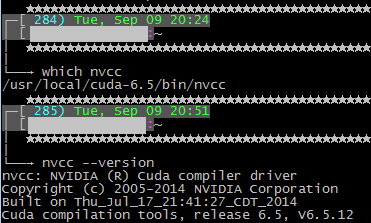 [ 284) Tue, Sep 09 20:24
[ :~
which nvcc
/usr/local/cuda-6.5/bin/nvcc
[ 285) Tue, Sep 09 20:51
[ :~
nvcc --version
nvcc: NVIDIA (R) Cuda compiler driver
Copyright (c) 2005-2014 NVIDIA Corporation
Built on Thu_Jul_17_21:41:27_CDT_2014
Cuda compilation tools, release 6.5, V6.5.12